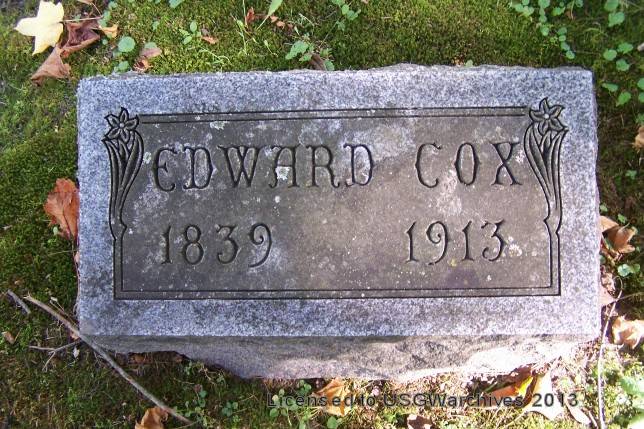 EDWARD COX
1839 1913
Licensed to USGWarchives 2013